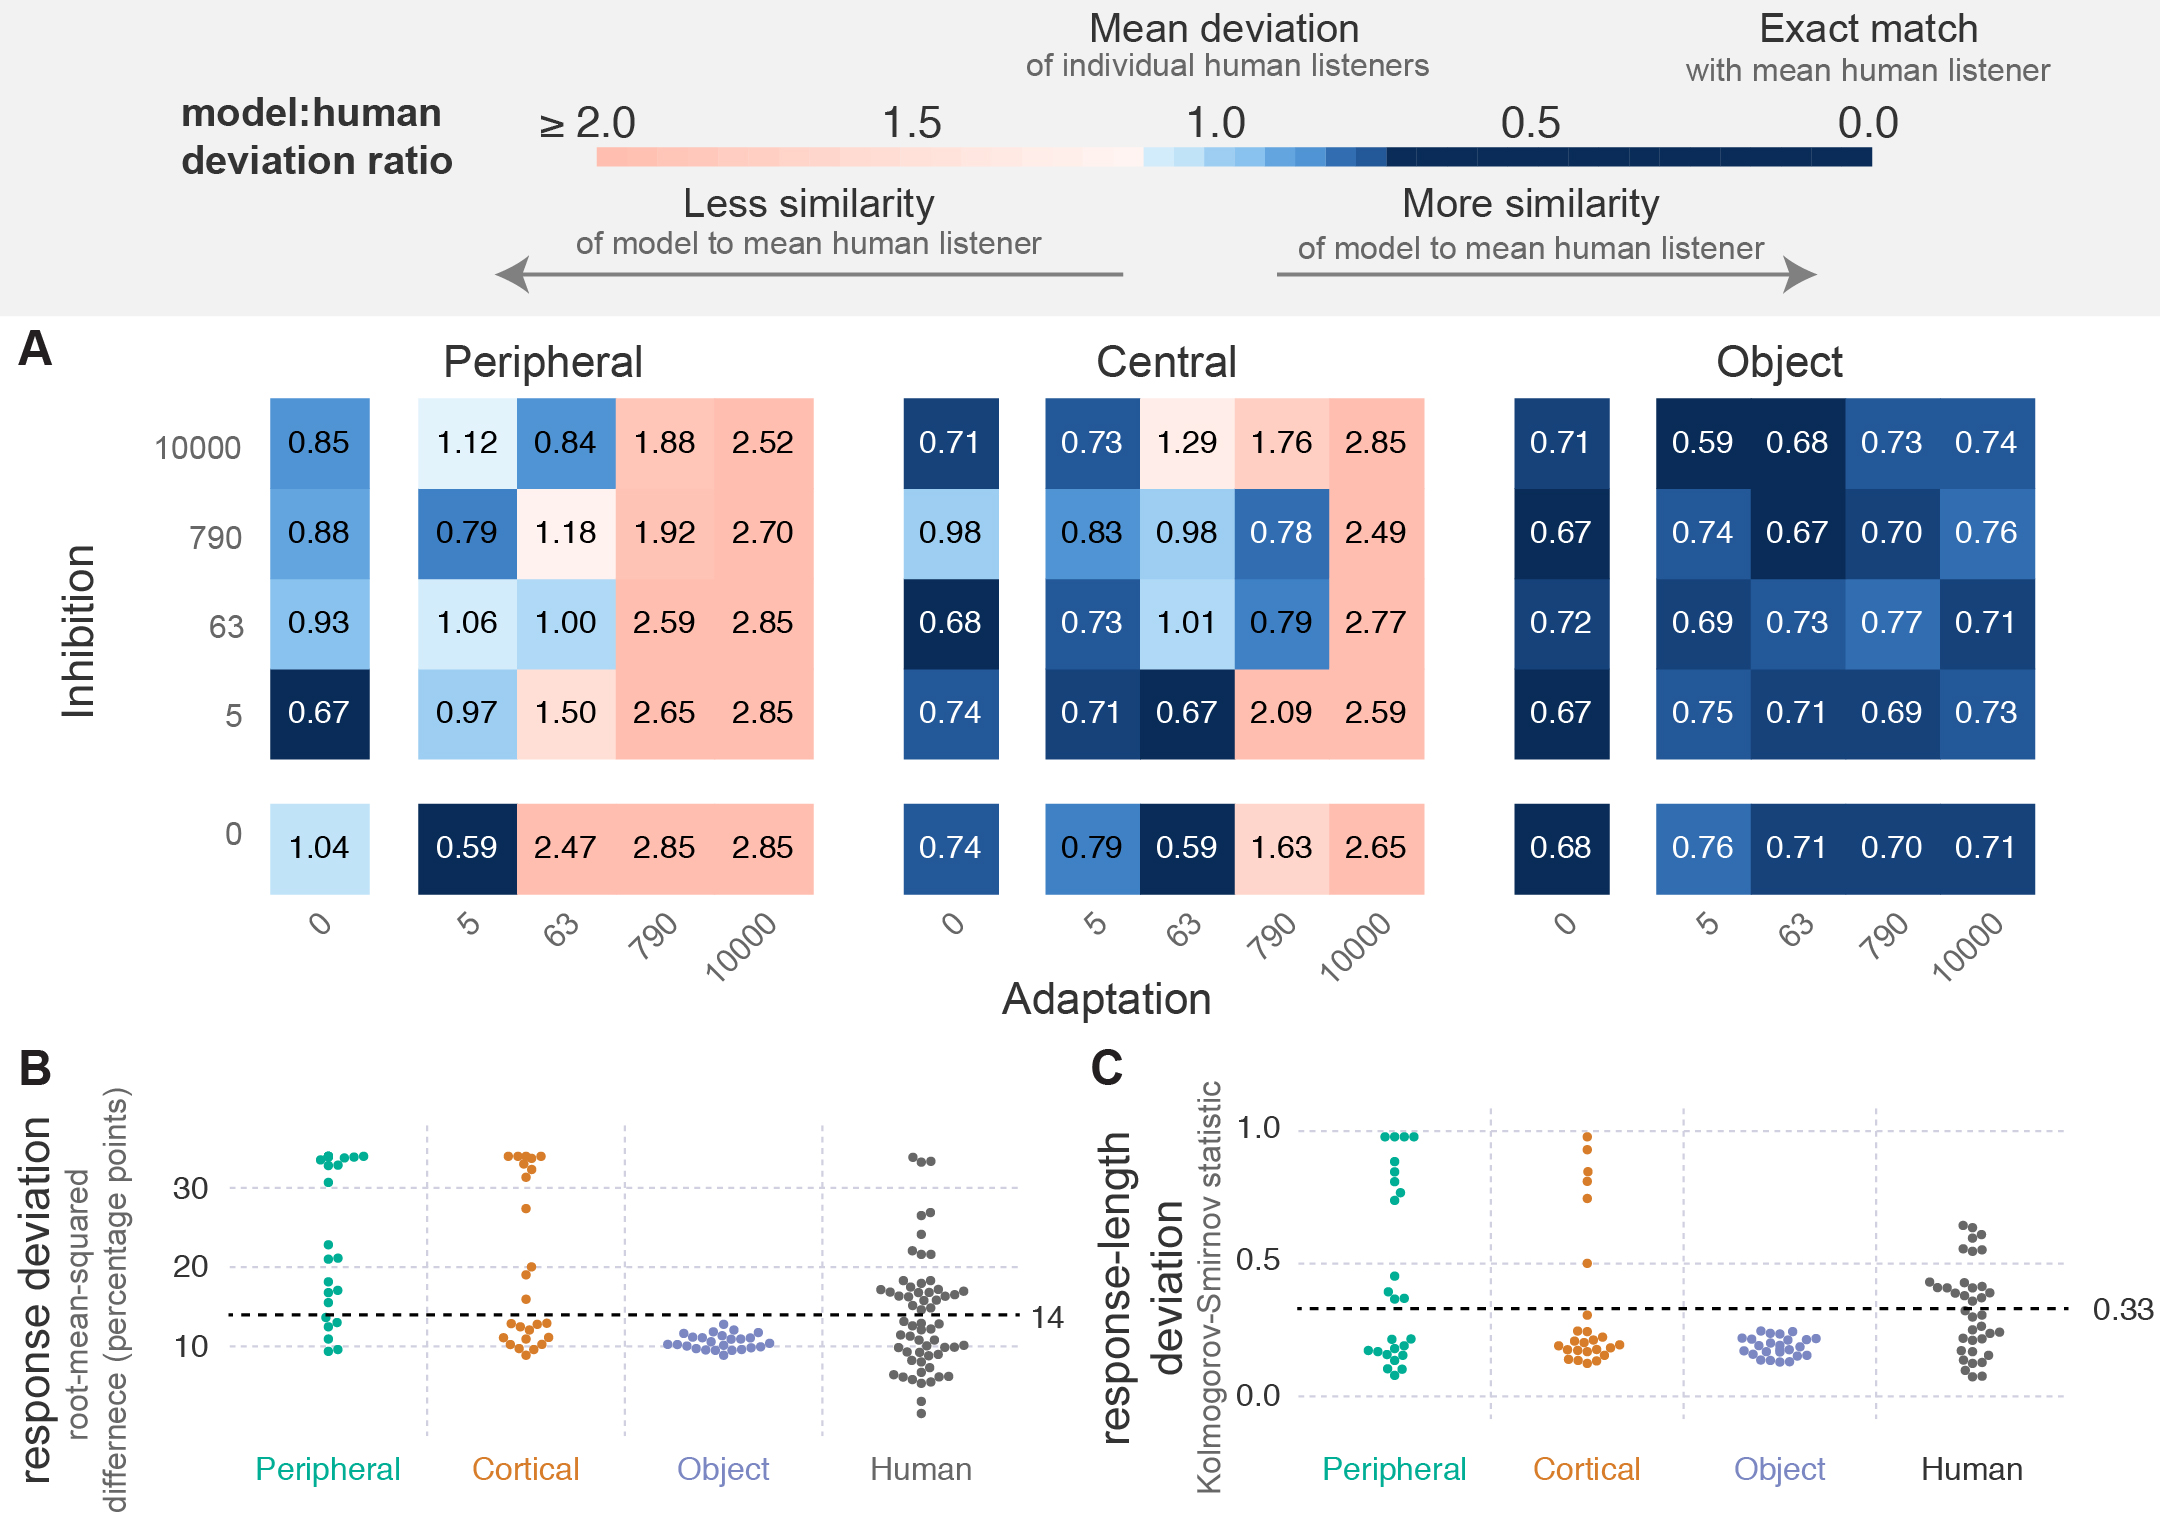 Mean deviation
of individual human listeners
Exact match
with mean human listener
model:human
deviation ratio
≥ 2.0 1.5 1.0 0.5 0.0
Less similarity
of model to mean human listener
More similarity
of model to mean human listener
A
Peripheral Central Object
Inhibition
10000 0.85 1.12 0.84 1.88 2.52 0.71 0.73 1.29 1.76 2.85 0.71 0.59 0.68 0.73 0.74
790 0.88 0.79 1.18 1.92 2.70 0.98 0.83 0.98 0.78 2.49 0.67 0.74 0.67 0.70 0.76
63 0.93 1.06 1.00 2.59 2.85 0.68 0.73 1.01 0.79 2.77 0.72 0.69 0.73 0.77 0.71
5 0.67 0.97 1.50 2.65 2.85 0.74 0.71 0.67 2.09 2.59 0.67 0.75 0.71 0.69 0.73
0 1.04 0.59 2.47 2.85 2.85 0.74 0.79 0.59 1.63 2.65 0.68 0.76 0.71 0.70 0.71
0 5 63 790 10000 0 5 63 790 10000 0 5 63 790 10000
Adaptation
B
response deviation
root-mean-squared
differnece (percentage points)
30
20
14
10
Peripheral Cortical Object Human
C
response-length
deviation
Kolmogorov-Smirnov statistic
1.0
0.5
0.33
0.0
Peripheral Cortical Object Human